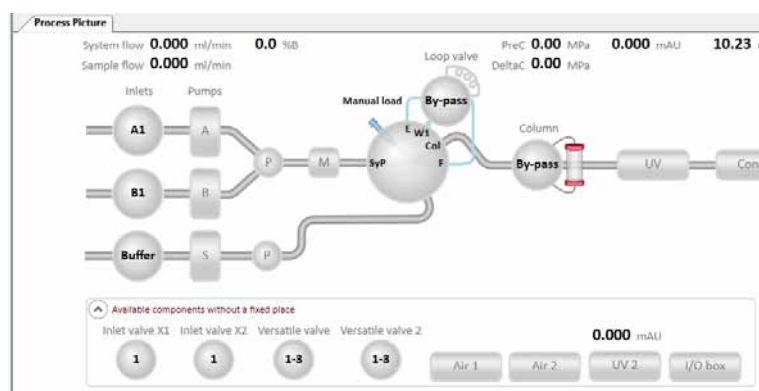 Process Picture
System flow 0.000 ml/min 0.0 %B PreC 0.00 MPa 0.000 mAU 10.23
Sample flow 0.000 ml/min DeltaC 0.00 MPa
Loop valve
Inlets Pumps
Manual load By-pass
A1 A L W1 Column
Col
P M SyP F By-pass UV Con
B1 B
Buffer S P
Available components without a fixed place
Inlet valve X1 Inlet valve X2 Versatile valve Versatile valve 2 0.000 mAU
1 1 1-3 1-3 Air 1 Air 2 UV 2 I/O box